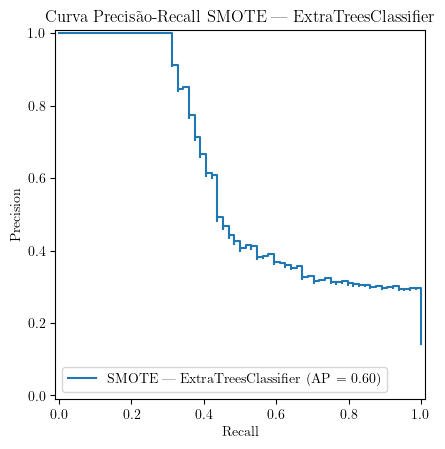 Curva Precisão-Recall SMOTE — ExtraTreesClassifier
1.0
0.8
0.6
0.4
0.2
0.0
Precision
SMOTE — ExtraTreesClassifier (AP = 0.60)
0.0 0.2 0.4 0.6 0.8 1.0
Recall